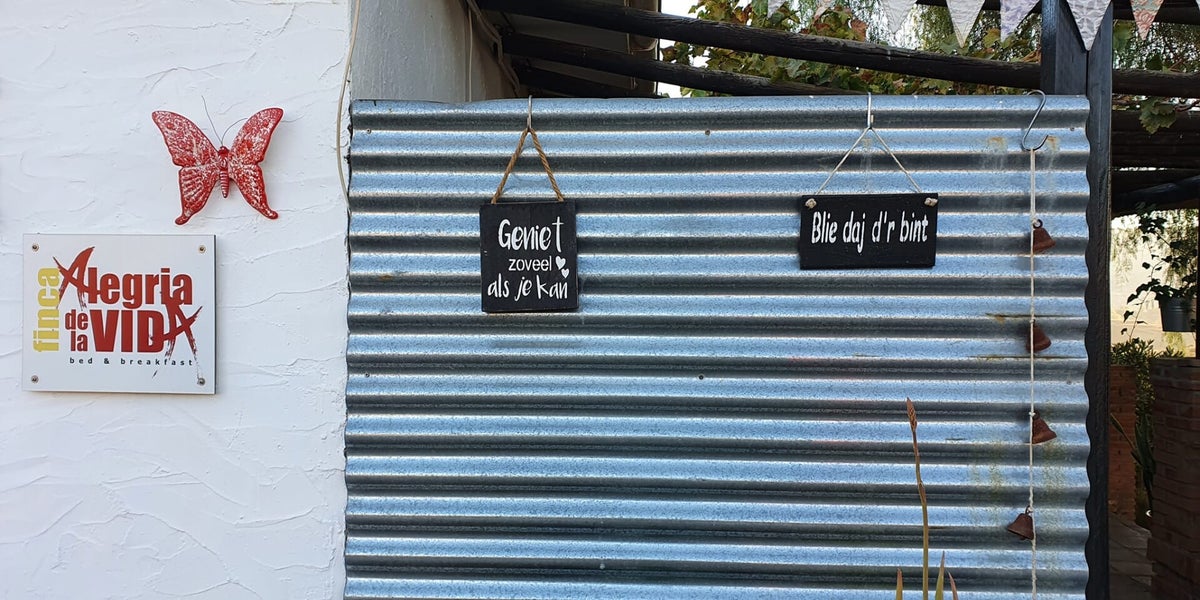 finca
Alegria
de la VIDA
bed & breakfast
Geniet
zoveel
als je kan
Blie daj d'r bint